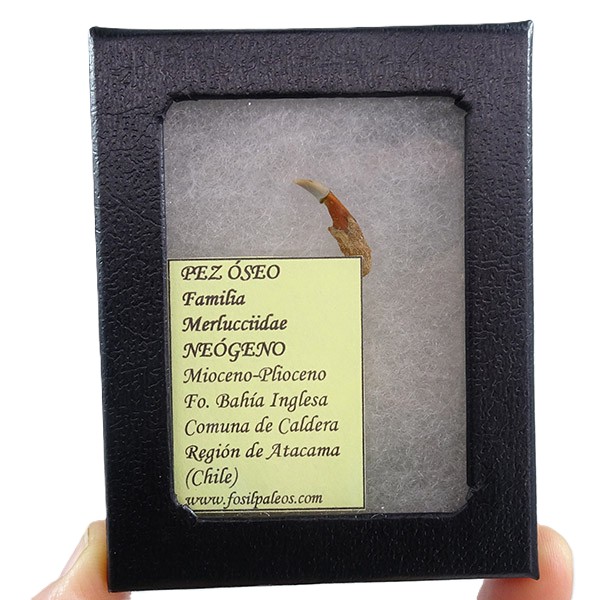 PEZ ÓSEO
Familia
Merlucciidae
NEÓGENO
Mioceno-Plioceno
Fo. Bahía Inglesa
Comuna de Caldera
Región de Atacama
(Chile)
www.fosilpaleos.com